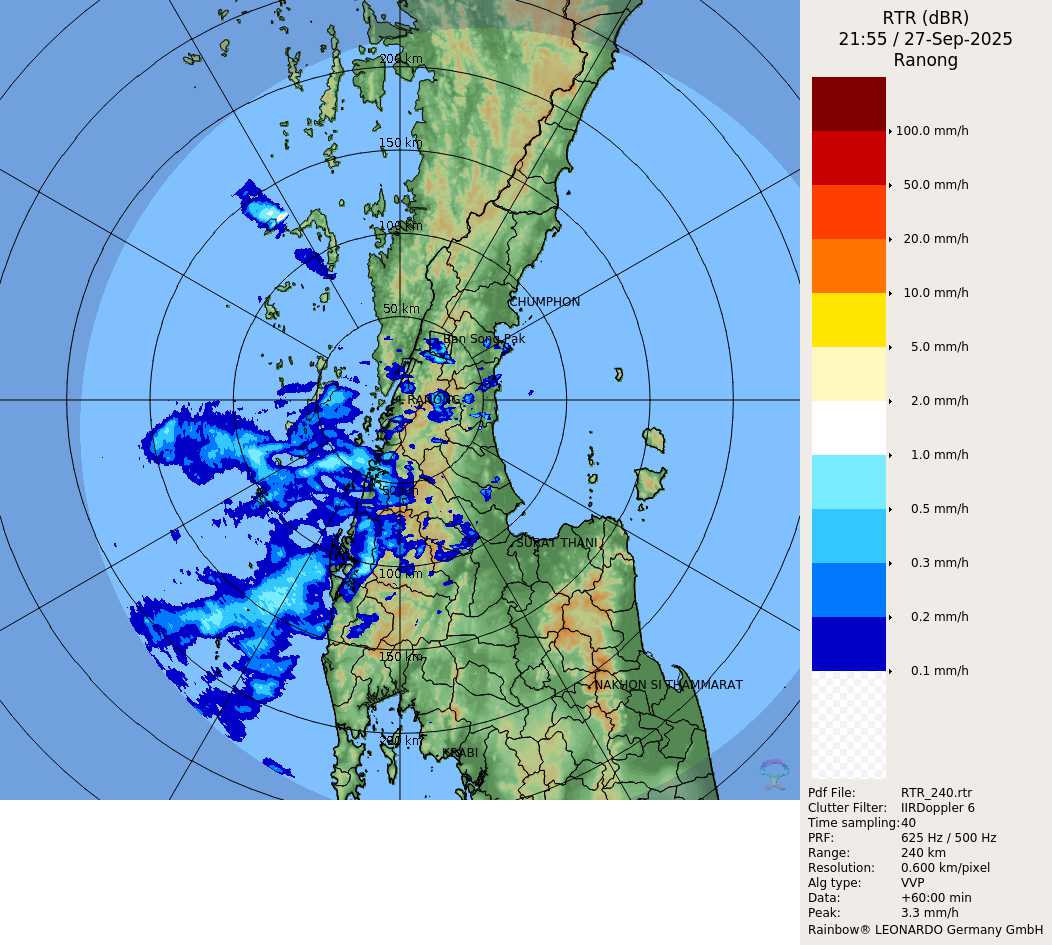 RTR (dBR)
21:55 / 27-Sep-2025
Ranong
100.0 mm/h
50.0 mm/h
20.0 mm/h
10.0 mm/h
5.0 mm/h
2.0 mm/h
1.0 mm/h
0.5 mm/h
0.3 mm/h
0.2 mm/h
0.1 mm/h
Pdf File: RTR_240.rtr
Clutter Filter: IIRDoppler 6
Time sampling: 40
PRF: 625 Hz / 500 Hz
Range: 240 km
Resolution: 0.600 km/pixel
Alg type: VVP
Data: +60:00 min
Peak: 3.3 mm/h
Rainbow® LEONARDO Germany GmbH
200 km
150 km
100 km
50 km
CHUMPHON
Ban Song Pak
RANONG
50 km
SURAT THANI
100 km
150 km
NAKHON SI THAMMARAT
200 km
KRABI